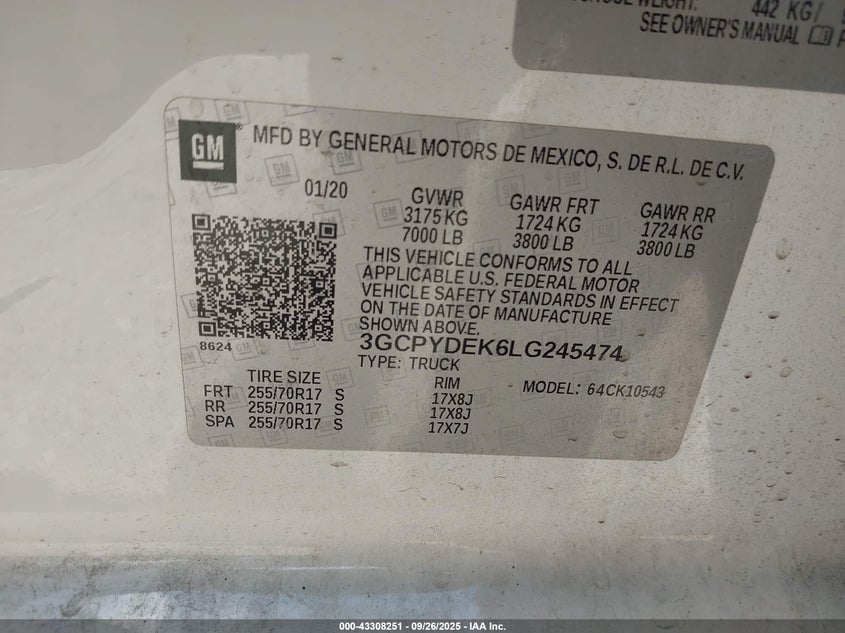 442 KG/
SEE OWNER'S MANUAL
GM
MFD BY GENERAL MOTORS DE MEXICO, S. DE R.L. DE C.V.
01/20
GVWR GAWR FRT GAWR RR
3175 KG 1724 KG 1724 KG
7000 LB 3800 LB 3800 LB
THIS VEHICLE CONFORMS TO ALL
APPLICABLE U.S. FEDERAL MOTOR
VEHICLE SAFETY STANDARDS IN EFFECT
ON THE DATE OF MANUFACTURE
SHOWN ABOVE.
8624
3GCPYDEK6LG245474
TYPE: TRUCK
TIRE SIZE RIM MODEL: 64CK10543
FRT 255/70R17 S 17X8J
RR 255/70R17 S 17X8J
SPA 255/70R17 S 17X7J
000-43308251 - 09/26/2025 - IAA Inc.